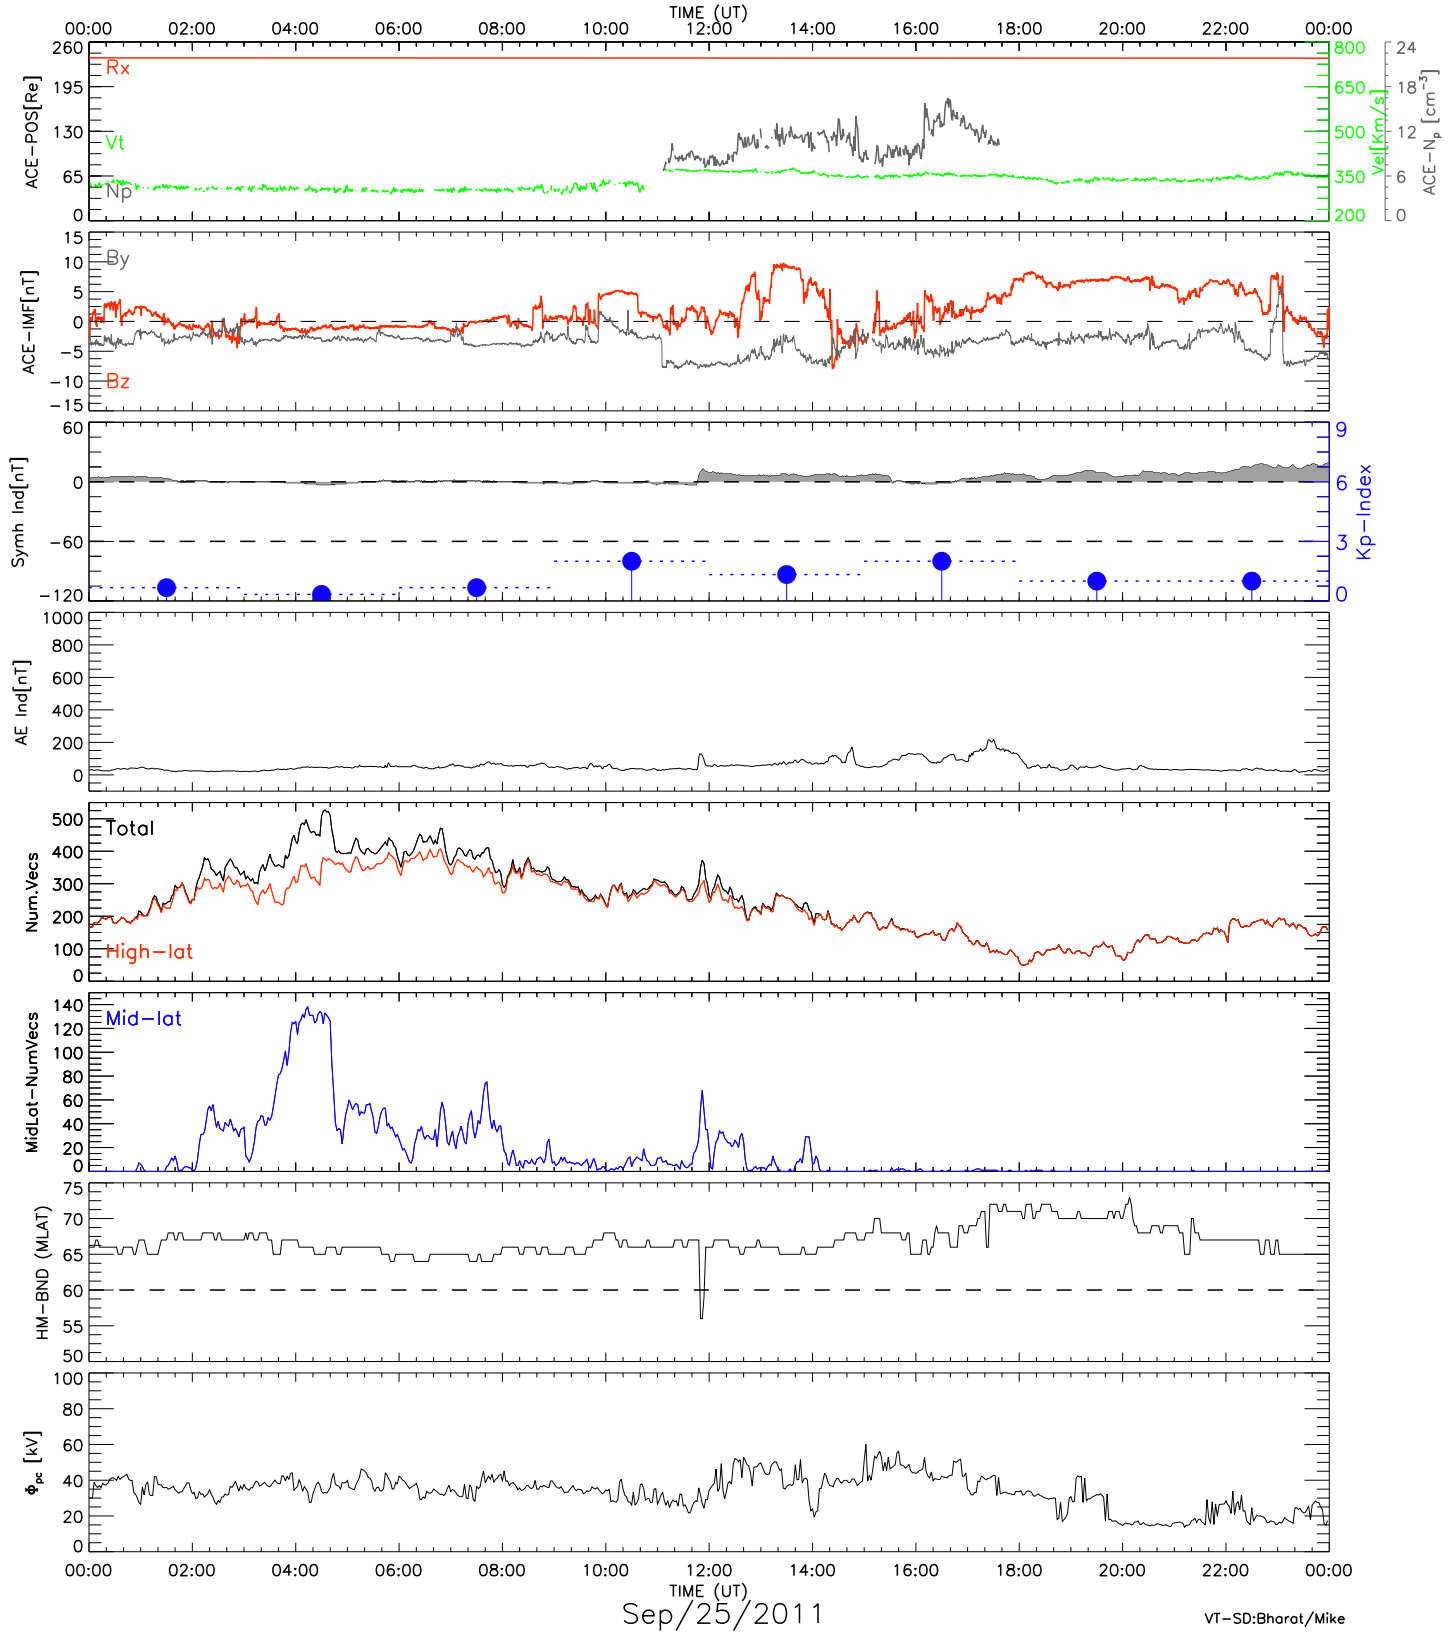 TIME (UT)
00:00 02:00 04:00 06:00 08:00 10:00 12:00 14:00 16:00 18:00 20:00 22:00 00:00
ACE-POS[Re]
260
195
130
65
0
Rx
Vt
Np
800
650
500
350
200
Vel[Km/s]
24
18
12
6
0
ACE-Np [cm-3]
ACE-IMF[nT]
15
10
5
0
-5
-10
-15
By
Bz
Symh Ind[nT]
60
0
-60
-120
9
6
3
0
Kp-Index
AE Ind[nT]
1000
800
600
400
200
0
Num.Vecs
500
400
300
200
100
0
Total
High-lat
MidLat-NumVecs
140
120
100
80
60
40
20
0
Mid-lat
HM-BND (MLAT)
75
70
65
60
55
50
Φpc [kV]
100
80
60
40
20
0
00:00 02:00 04:00 06:00 08:00 10:00 12:00 14:00 16:00 18:00 20:00 22:00 00:00
TIME (UT)
Sep/25/2011
VT-SD:Bharat/Mike